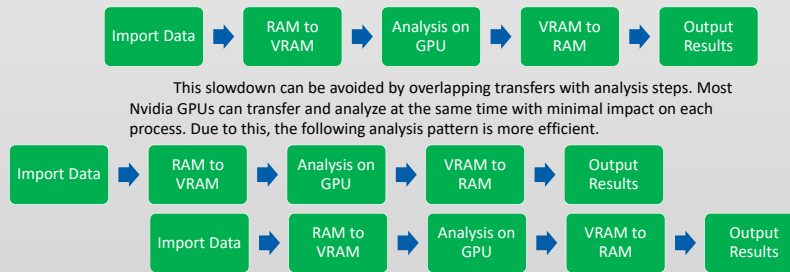 Import Data
RAM to
VRAM
Analysis on
GPU
VRAM to
RAM
Output
Results
This slowdown can be avoided by overlapping transfers with analysis steps. Most
Nvidia GPUs can transfer and analyze at the same time with minimal impact on each
process. Due to this, the following analysis pattern is more efficient.
Import Data
RAM to
VRAM
Analysis on
GPU
VRAM to
RAM
Output
Results
Import Data
RAM to
VRAM
Analysis on
GPU
VRAM to
RAM
Output
Results